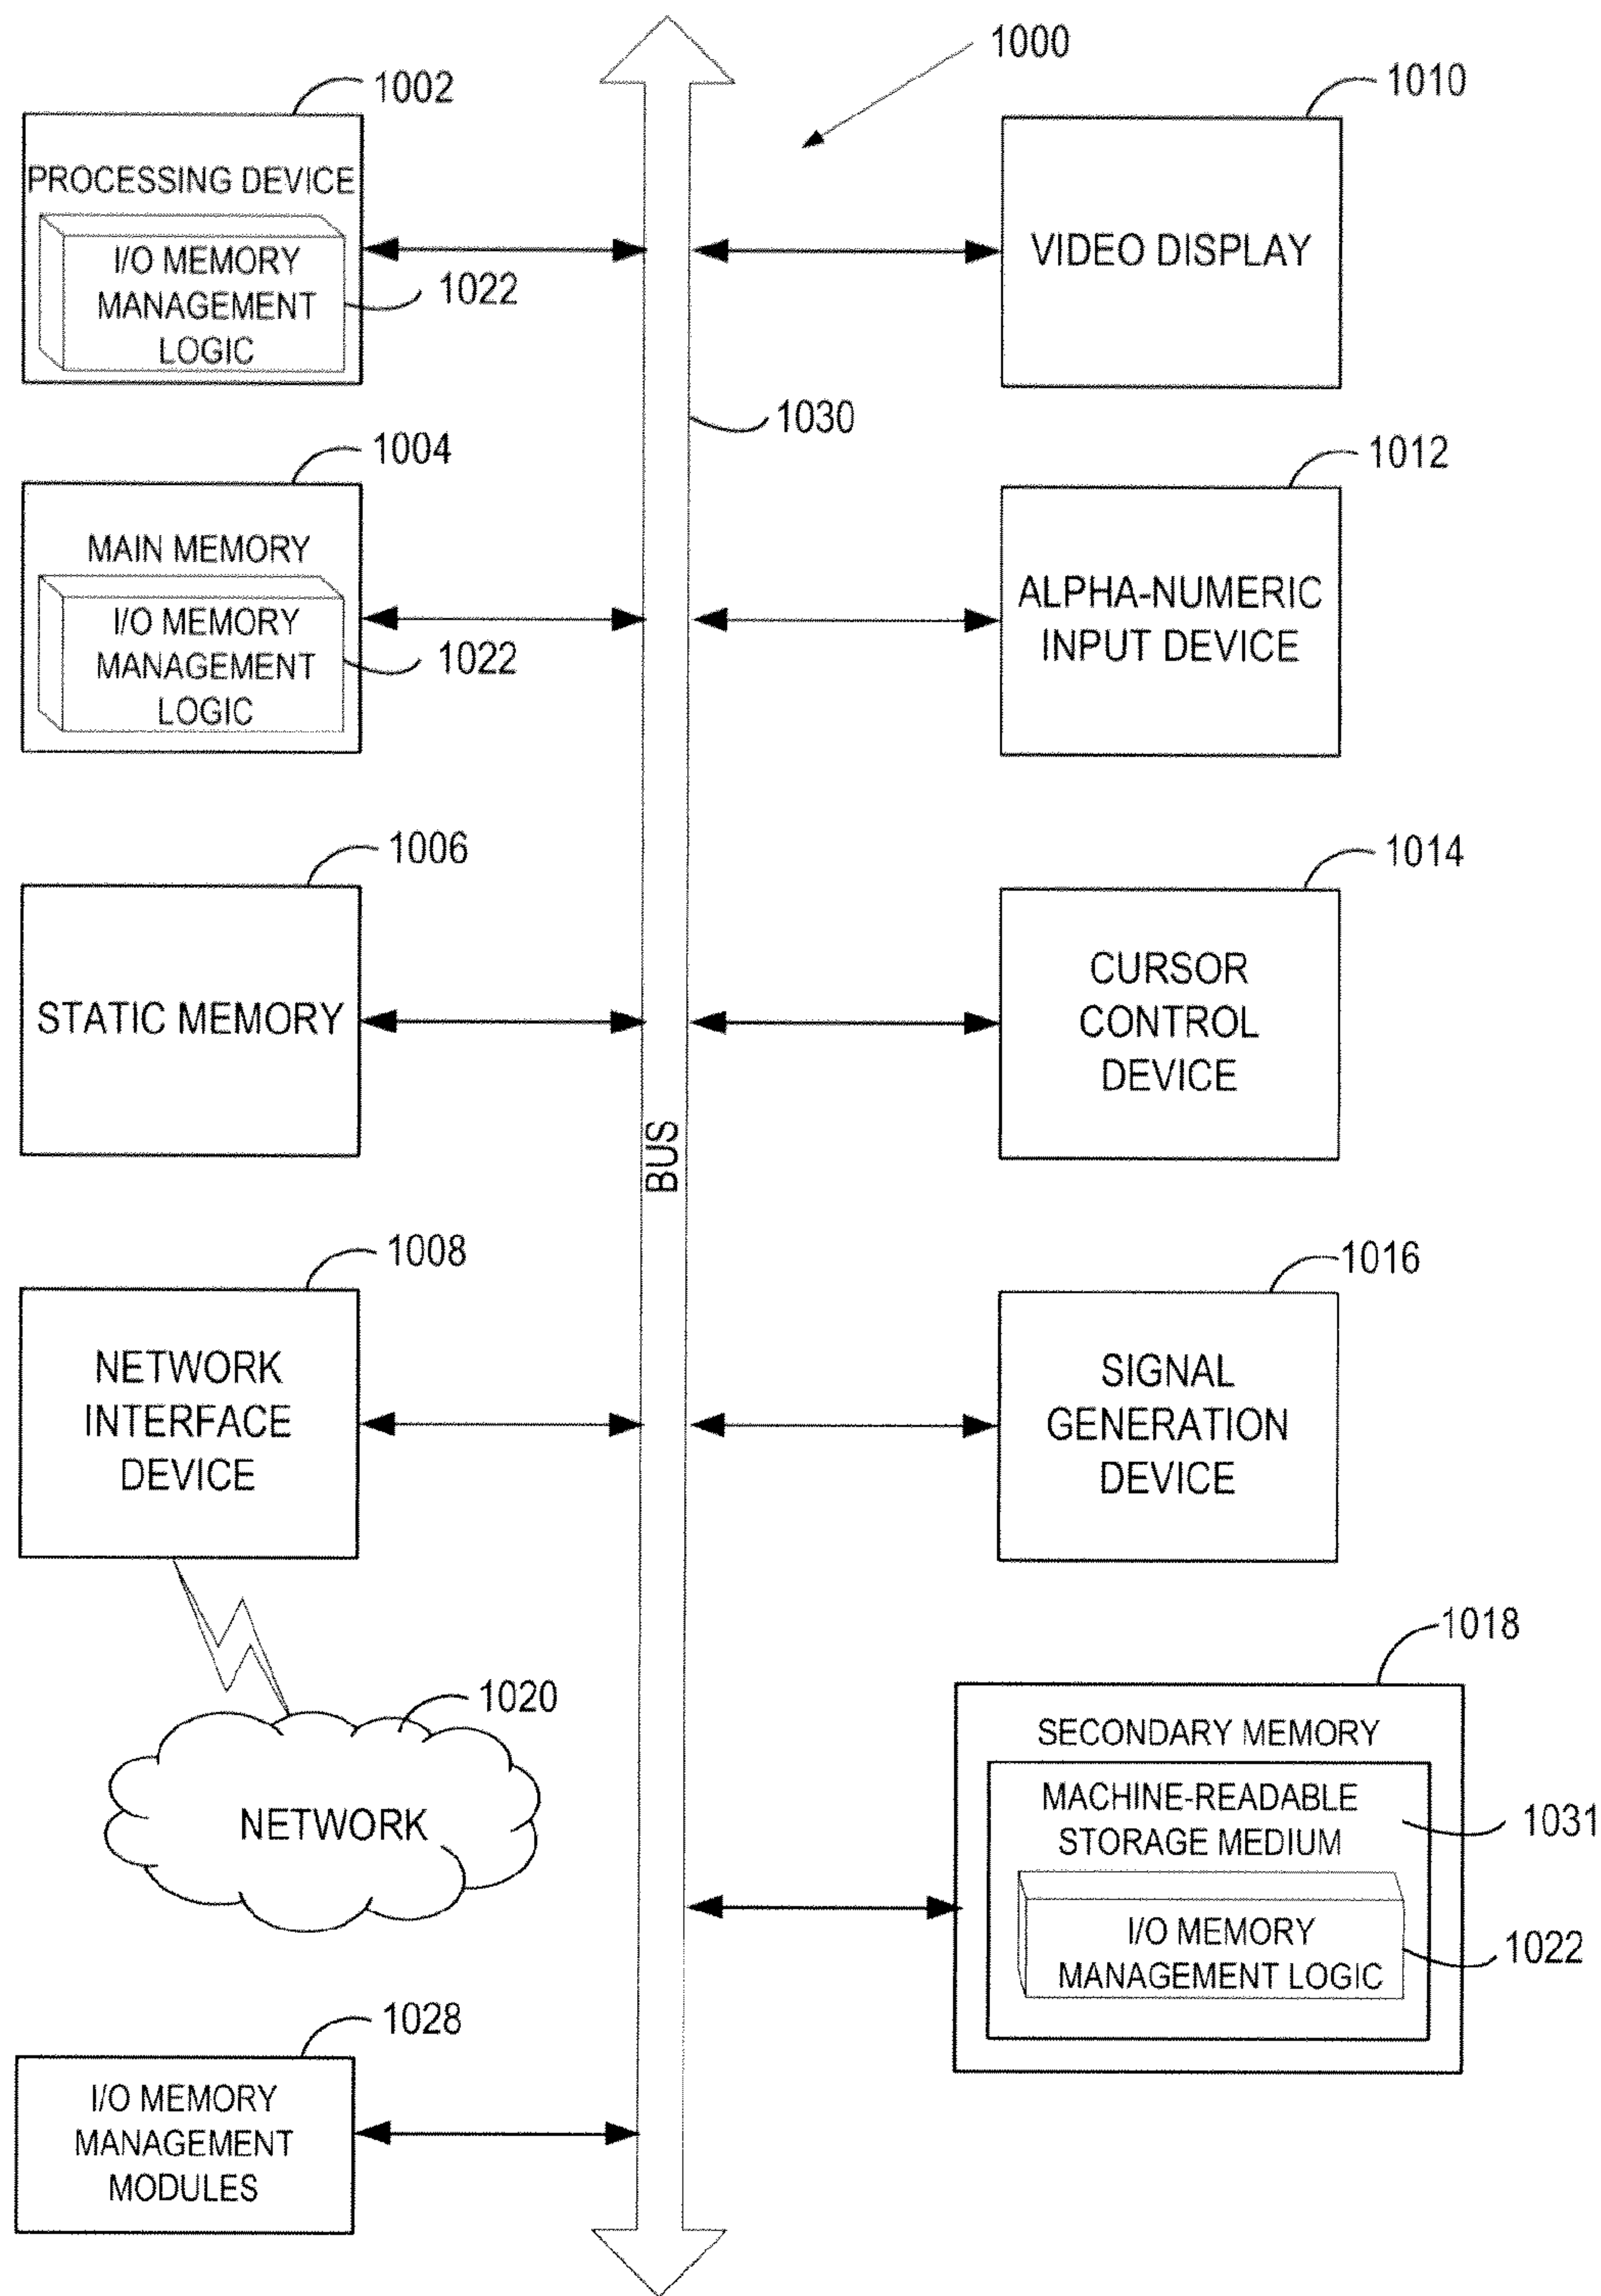 1000
1002
PROCESSING DEVICE
I/O MEMORY
MANAGEMENT
LOGIC
1022
1004
MAIN MEMORY
I/O MEMORY
MANAGEMENT
LOGIC
1022
1006
STATIC MEMORY
1008
NETWORK
INTERFACE
DEVICE
1020
NETWORK
1028
I/O MEMORY
MANAGEMENT
MODULES
1030
BUS
1010
VIDEO DISPLAY
1012
ALPHA-NUMERIC
INPUT DEVICE
1014
CURSOR
CONTROL
DEVICE
1016
SIGNAL
GENERATION
DEVICE
1018
SECONDARY MEMORY
MACHINE-READABLE
STORAGE MEDIUM
1031
I/O MEMORY
MANAGEMENT LOGIC
1022